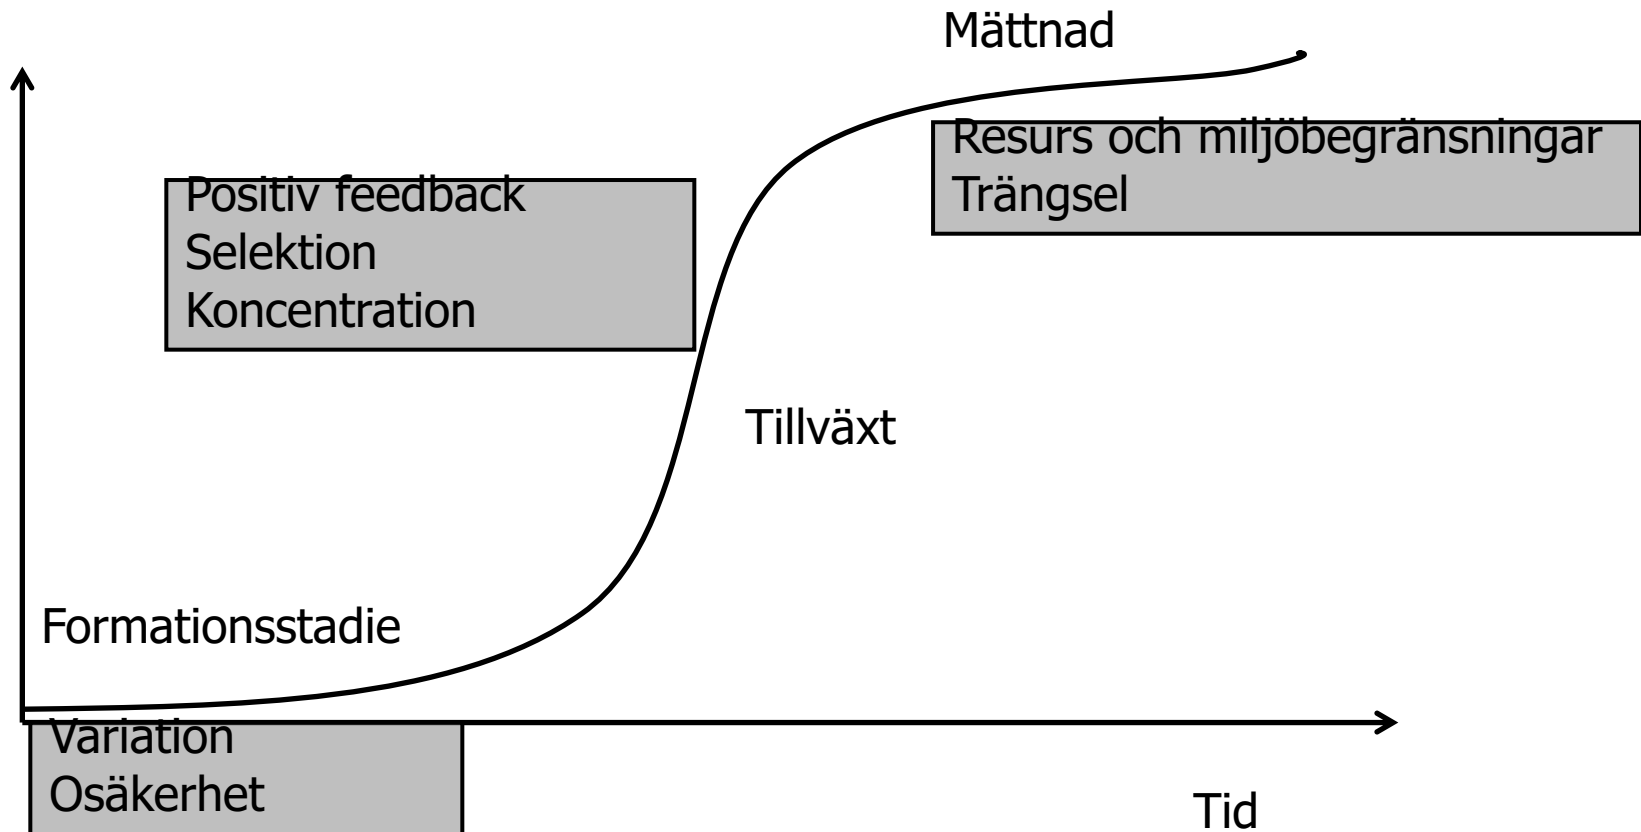 Mättnad
Resurs och miljöbegränsningar
Trängsel
Positiv feedback
Selektion
Koncentration
Tillväxt
Formationsstadie
Variation
Osäkerhet
Tid